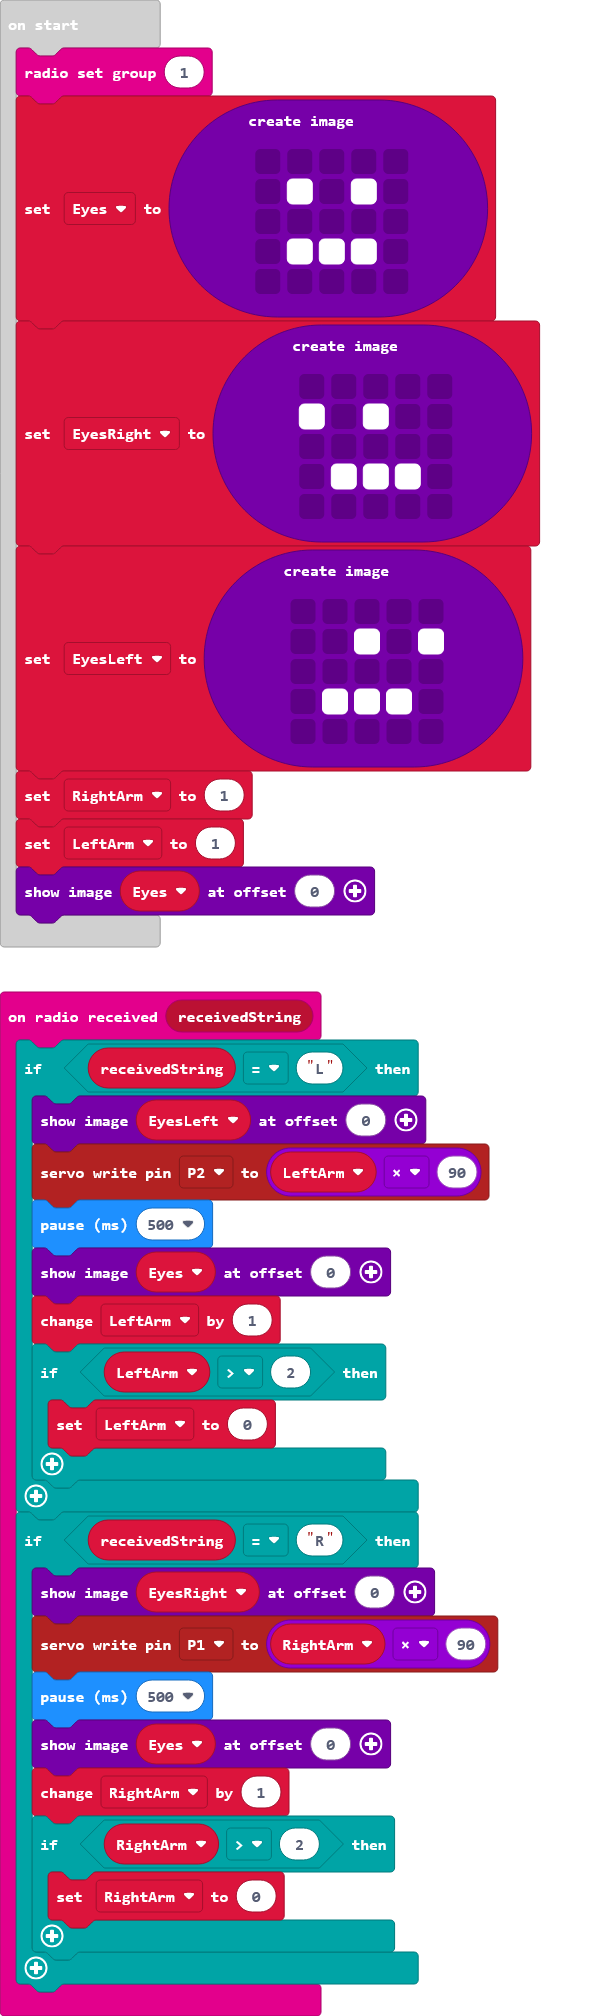 on start
radio set group 1
create image
set Eyes to
create image
set EyesRight to
create image
set EyesLeft to
set RightArm to 1
set LeftArm to 1
show image Eyes at offset 0
on radio received receivedString
if receivedString = "L" then
show image EyesLeft at offset 0
servo write pin P2 to LeftArm × 90
pause (ms) 500
show image Eyes at offset 0
change LeftArm by 1
if LeftArm > 2 then
set LeftArm to 0
if receivedString = "R" then
show image EyesRight at offset 0
servo write pin P1 to RightArm × 90
pause (ms) 500
show image Eyes at offset 0
change RightArm by 1
if RightArm > 2 then
set RightArm to 0